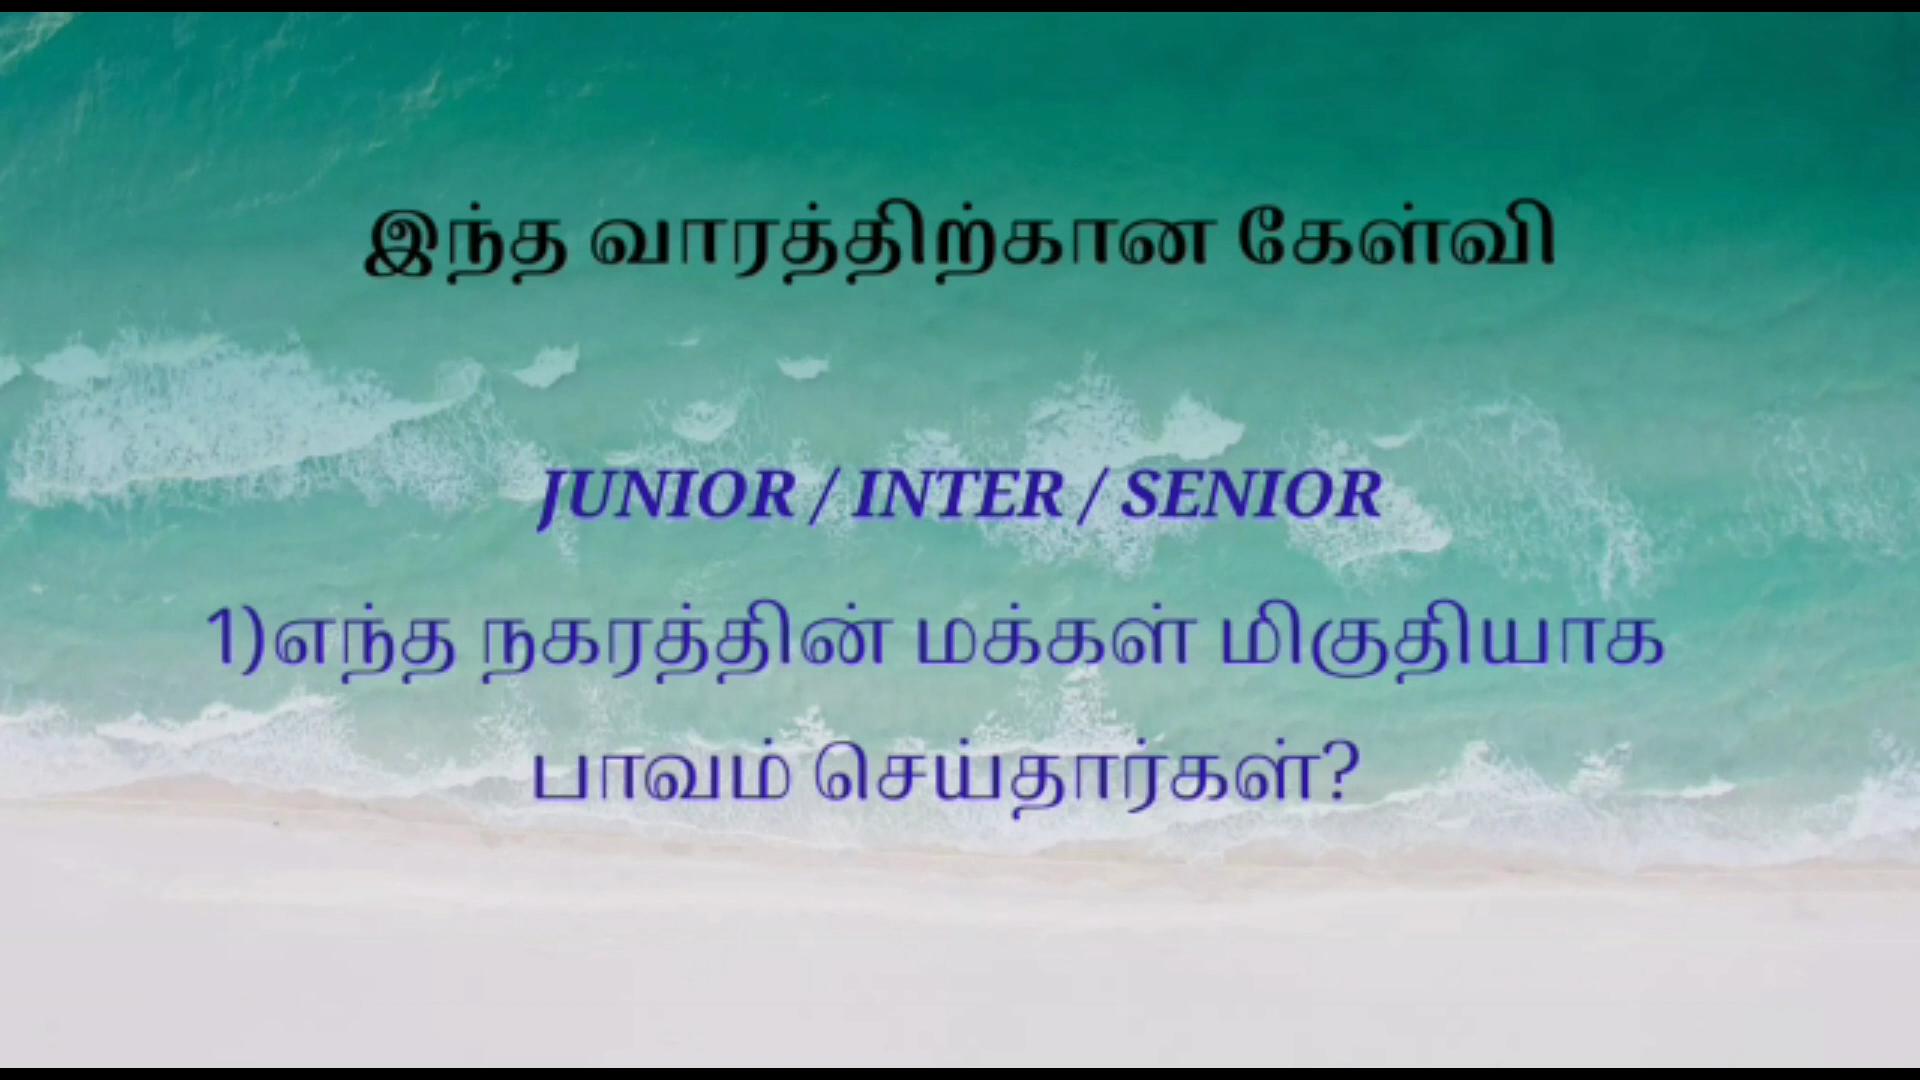 இந்த வாரத்திற்கான கேள்வி
JUNIOR / INTER / SENIOR
1)எந்த நகரத்தின் மக்கள் மிகுதியாக
பாவம் செய்தார்கள்?